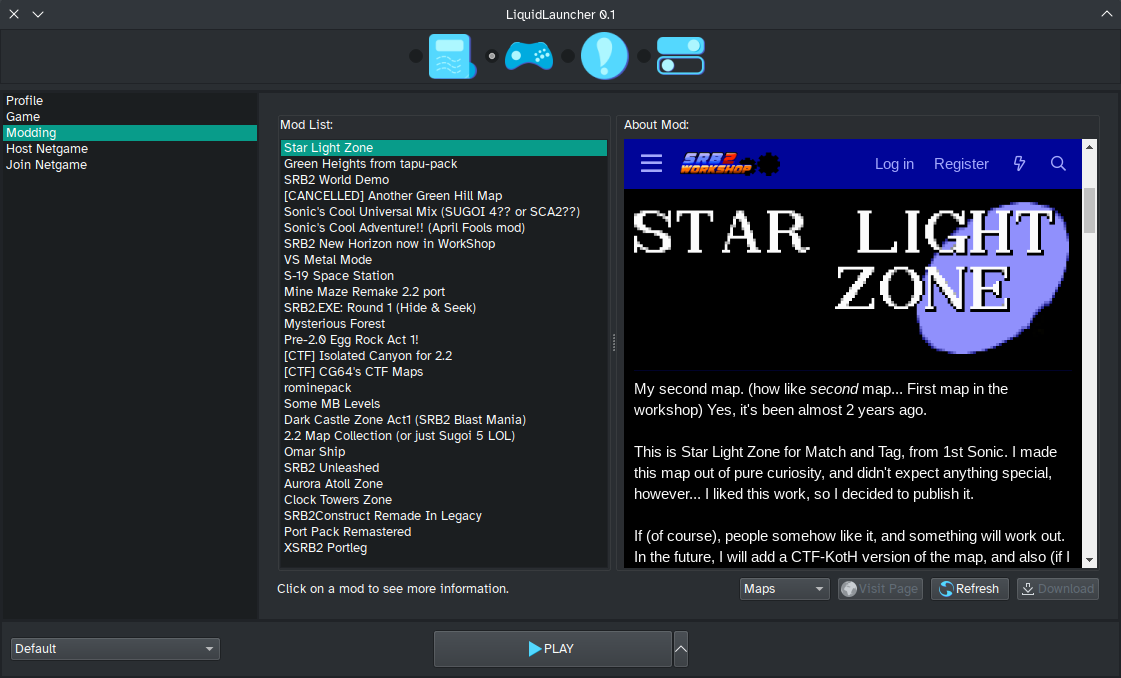 LiquidLauncher 0.1
Profile
Game
Modding
Host Netgame
Join Netgame
Mod List:
Star Light Zone
Green Heights from tapu-pack
SRB2 World Demo
[CANCELLED] Another Green Hill Map
Sonic's Cool Universal Mix (SUGOI 4?? or SCA2??)
Sonic's Cool Adventure!! (April Fools mod)
SRB2 New Horizon now in WorkShop
VS Metal Mode
S-19 Space Station
Mine Maze Remake 2.2 port
SRB2.EXE: Round 1 (Hide & Seek)
Mysterious Forest
Pre-2.0 Egg Rock Act 1!
[CTF] Isolated Canyon for 2.2
[CTF] CG64's CTF Maps
rominepack
Some MB Levels
Dark Castle Zone Act1 (SRB2 Blast Mania)
2.2 Map Collection (or just Sugoi 5 LOL)
Omar Ship
SRB2 Unleashed
Aurora Atoll Zone
Clock Towers Zone
SRB2Construct Remade In Legacy
Port Pack Remastered
XSRB2 Portleg
Click on a mod to see more information.
About Mod:
SRB2
WORKSHOP
Log in Register
STAR LIGHT
ZONE
My second map. (how like second map... First map in the
workshop) Yes, it's been almost 2 years ago.
This is Star Light Zone for Match and Tag, from 1st Sonic. I made
this map out of pure curiosity, and didn't expect anything special,
however... I liked this work, so I decided to publish it.
If (of course), people somehow like it, and something will work out.
In the future, I will add a CTF-KotH version of the map, and also (if I
Maps Visit Page Refresh Download
Default
PLAY